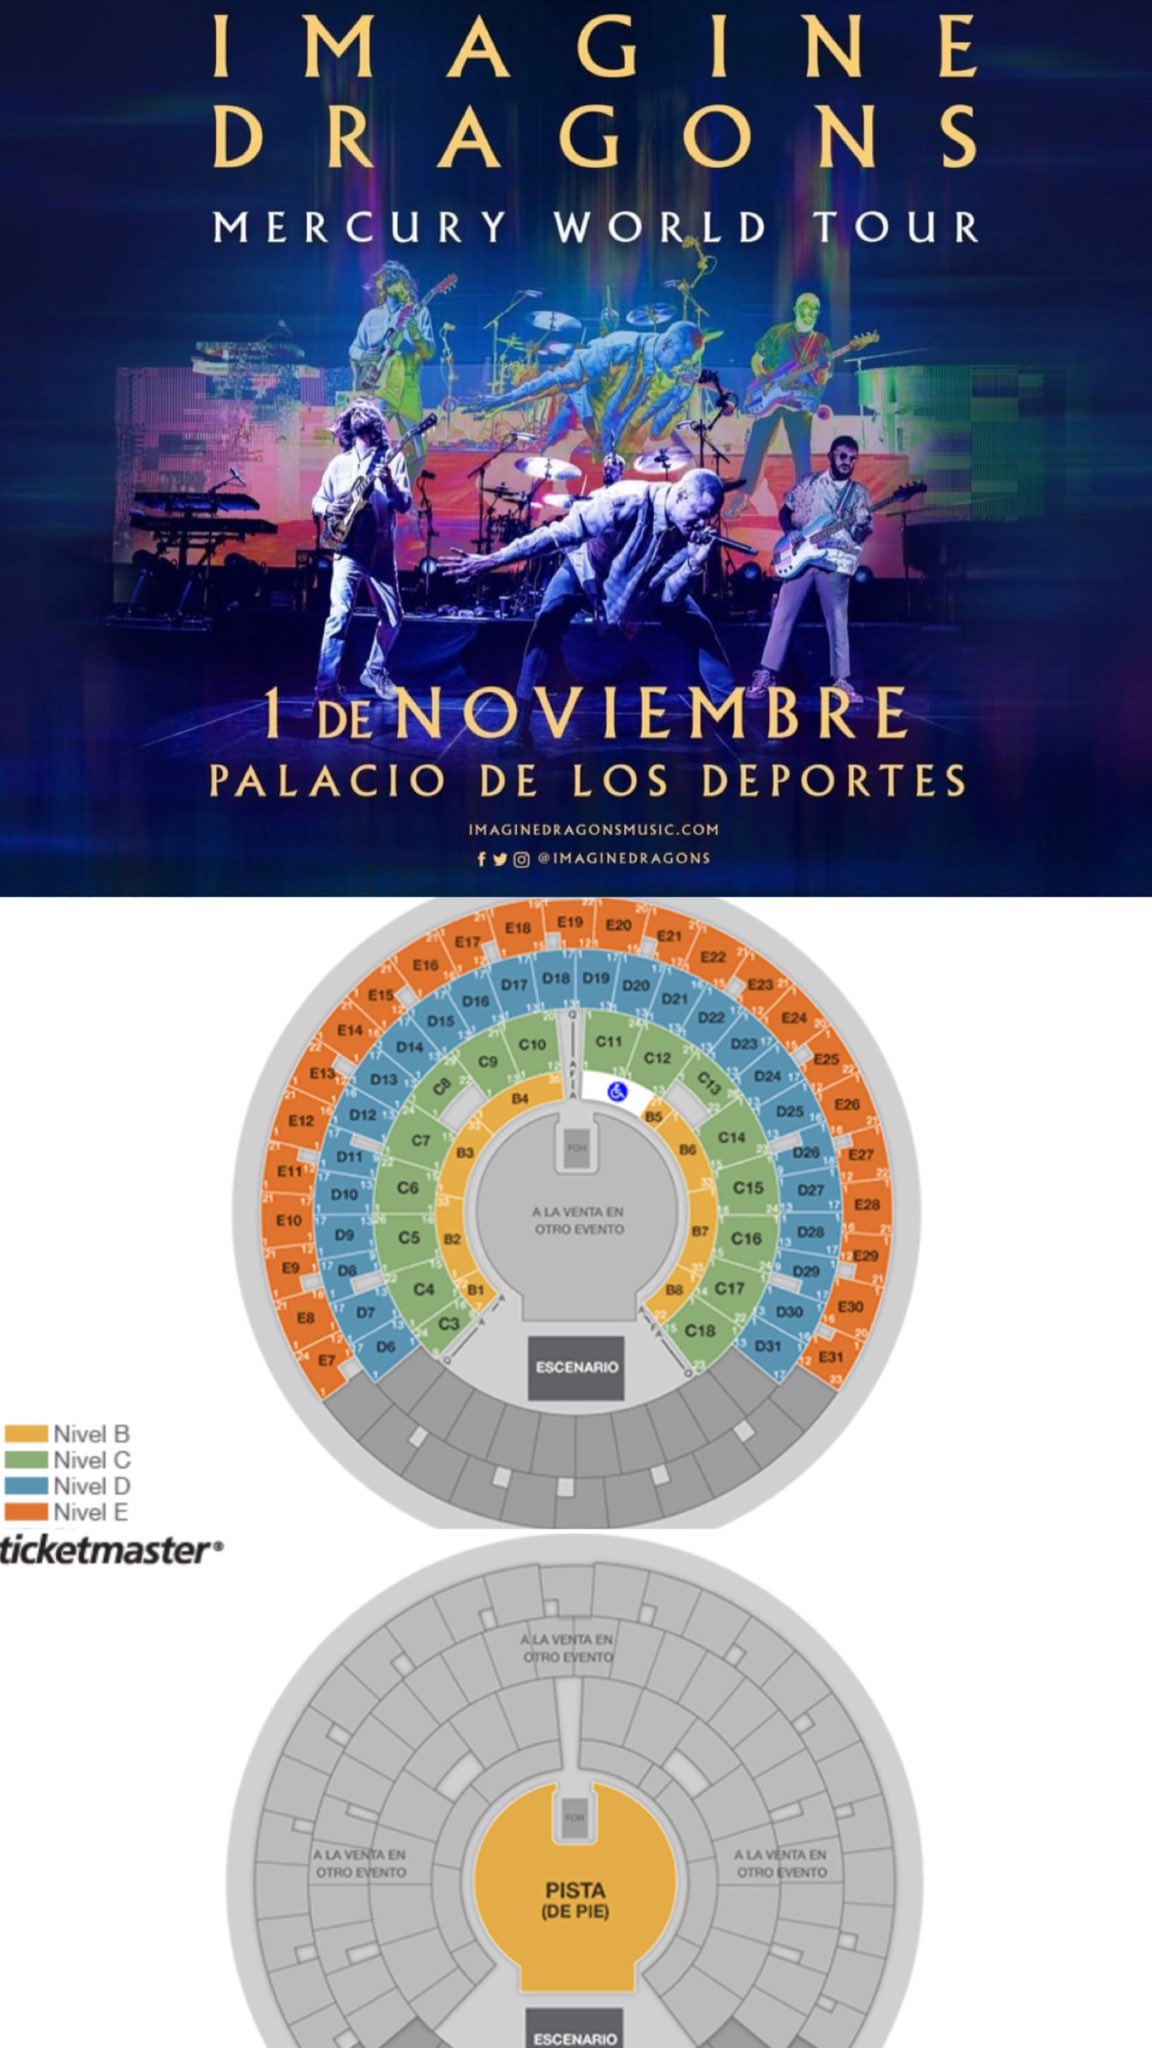 IMAGINE
DRAGONS
MERCURY WORLD TOUR
1 DE NOVIEMBRE
PALACIO DE LOS DEPORTES
IMAGINEDRAGONSMUSIC.COM
@IMAGINEDRAGONS
E7
E8
E9
E10
E11
E12
E13
E14
E15
E16
E17
E18
E19
E20
E21
E22
E23
E24
E25
E26
E27
E28
E29
E30
E31
D6
D7
D8
D9
D10
D11
D12
D13
D14
D15
D16
D17
D18
D19
D20
D21
D22
D23
D24
D25
D26
D27
D28
D29
D30
D31
C3
C4
C5
C6
C7
C8
C9
C10
C11
C12
C13
C14
C15
C16
C17
C18
B1
B2
B3
B4
B5
B6
B7
B8
FOH
A LA VENTA EN
OTRO EVENTO
ESCENARIO
Nivel B
Nivel C
Nivel D
Nivel E
ticketmaster®
A LA VENTA EN
OTRO EVENTO
FOH
A LA VENTA EN
OTRO EVENTO
A LA VENTA EN
OTRO EVENTO
PISTA
(DE PIE)
ESCENARIO